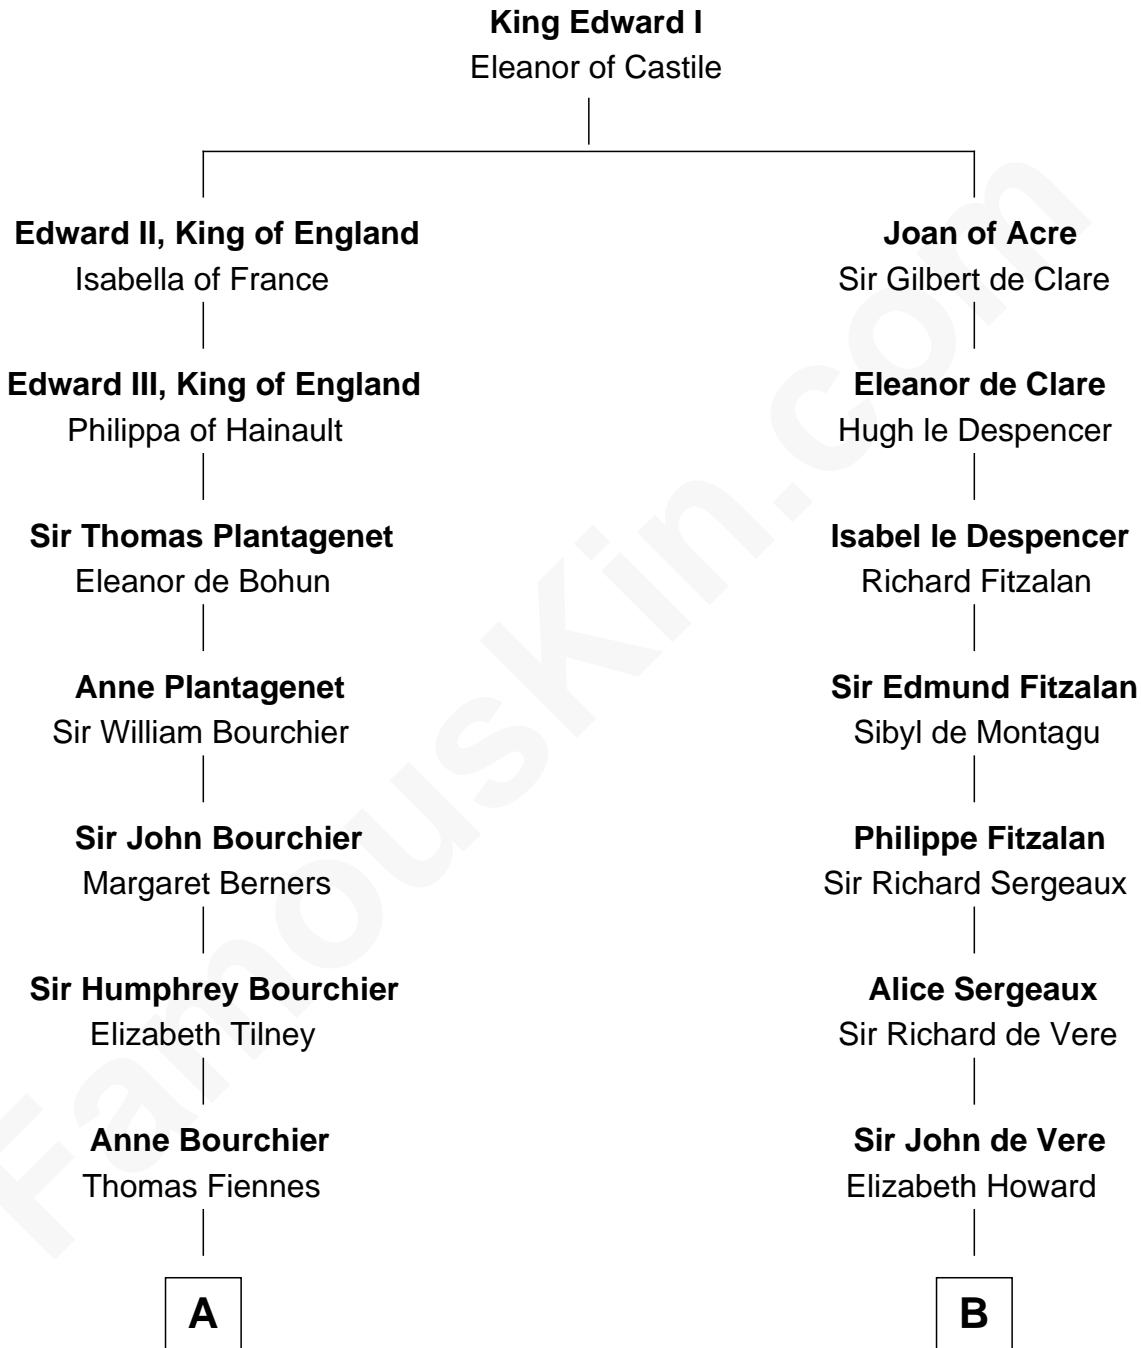 King Edward I
Eleanor of Castile
Edward II, King of England
Isabella of France
Edward III, King of England
Philippa of Hainault
Sir Thomas Plantagenet
Eleanor de Bohun
Anne Plantagenet
Sir William Bourchier
Sir John Bourchier
Margaret Berners
Sir Humphrey Bourchier
Elizabeth Tilney
Anne Bourchier
Thomas Fiennes
A
Joan of Acre
Sir Gilbert de Clare
Eleanor de Clare
Hugh le Despencer
Isabel le Despencer
Richard Fitzalan
Sir Edmund Fitzalan
Sibyl de Montagu
Philippe Fitzalan
Sir Richard Sergeaux
Alice Sergeaux
Sir Richard de Vere
Sir John de Vere
Elizabeth Howard
B
FamousKin.com